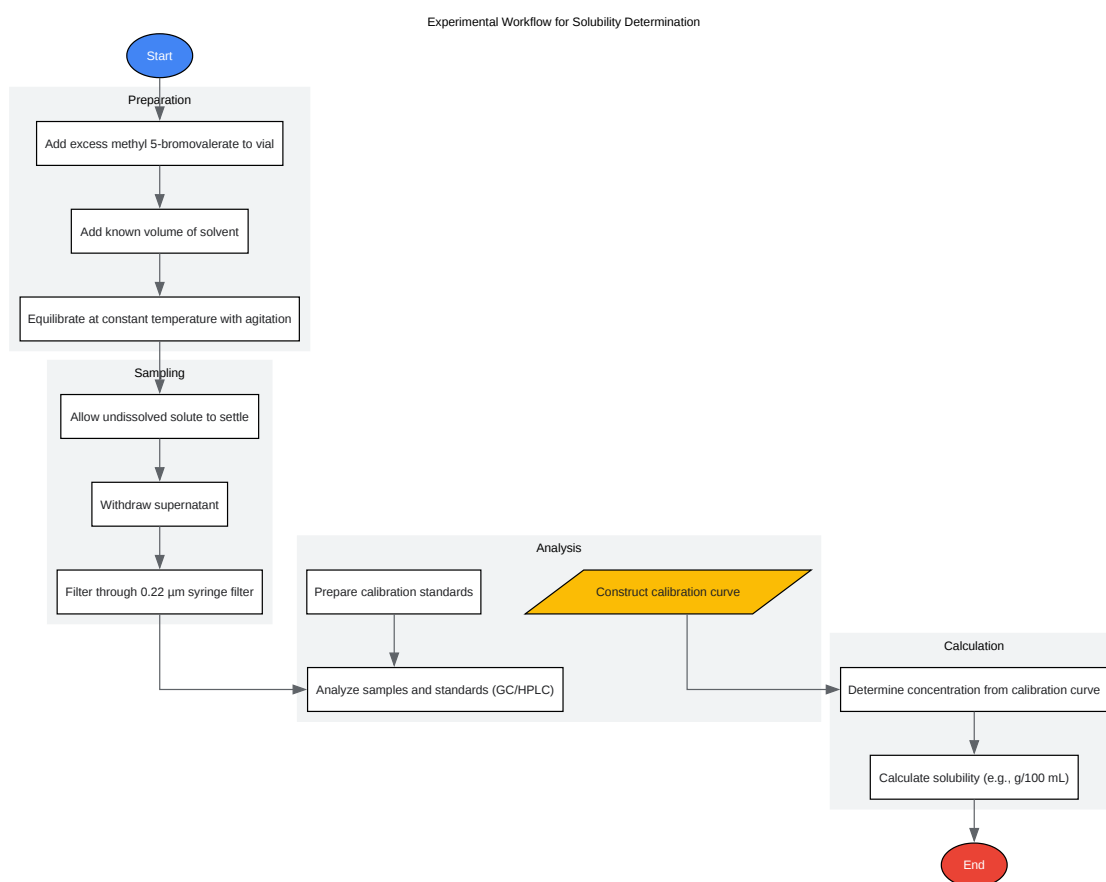 Experimental Workflow for Solubility Determination
Start
Preparation
Add excess methyl 5-bromovalerate to vial
Add known volume of solvent
Equilibrate at constant temperature with agitation
Sampling
Allow undissolved solute to settle
Withdraw supernatant
Filter through 0.22 µm syringe filter
Analysis
Prepare calibration standards
Construct calibration curve
Analyze samples and standards (GC/HPLC)
Calculation
Determine concentration from calibration curve
Calculate solubility (e.g., g/100 mL)
End